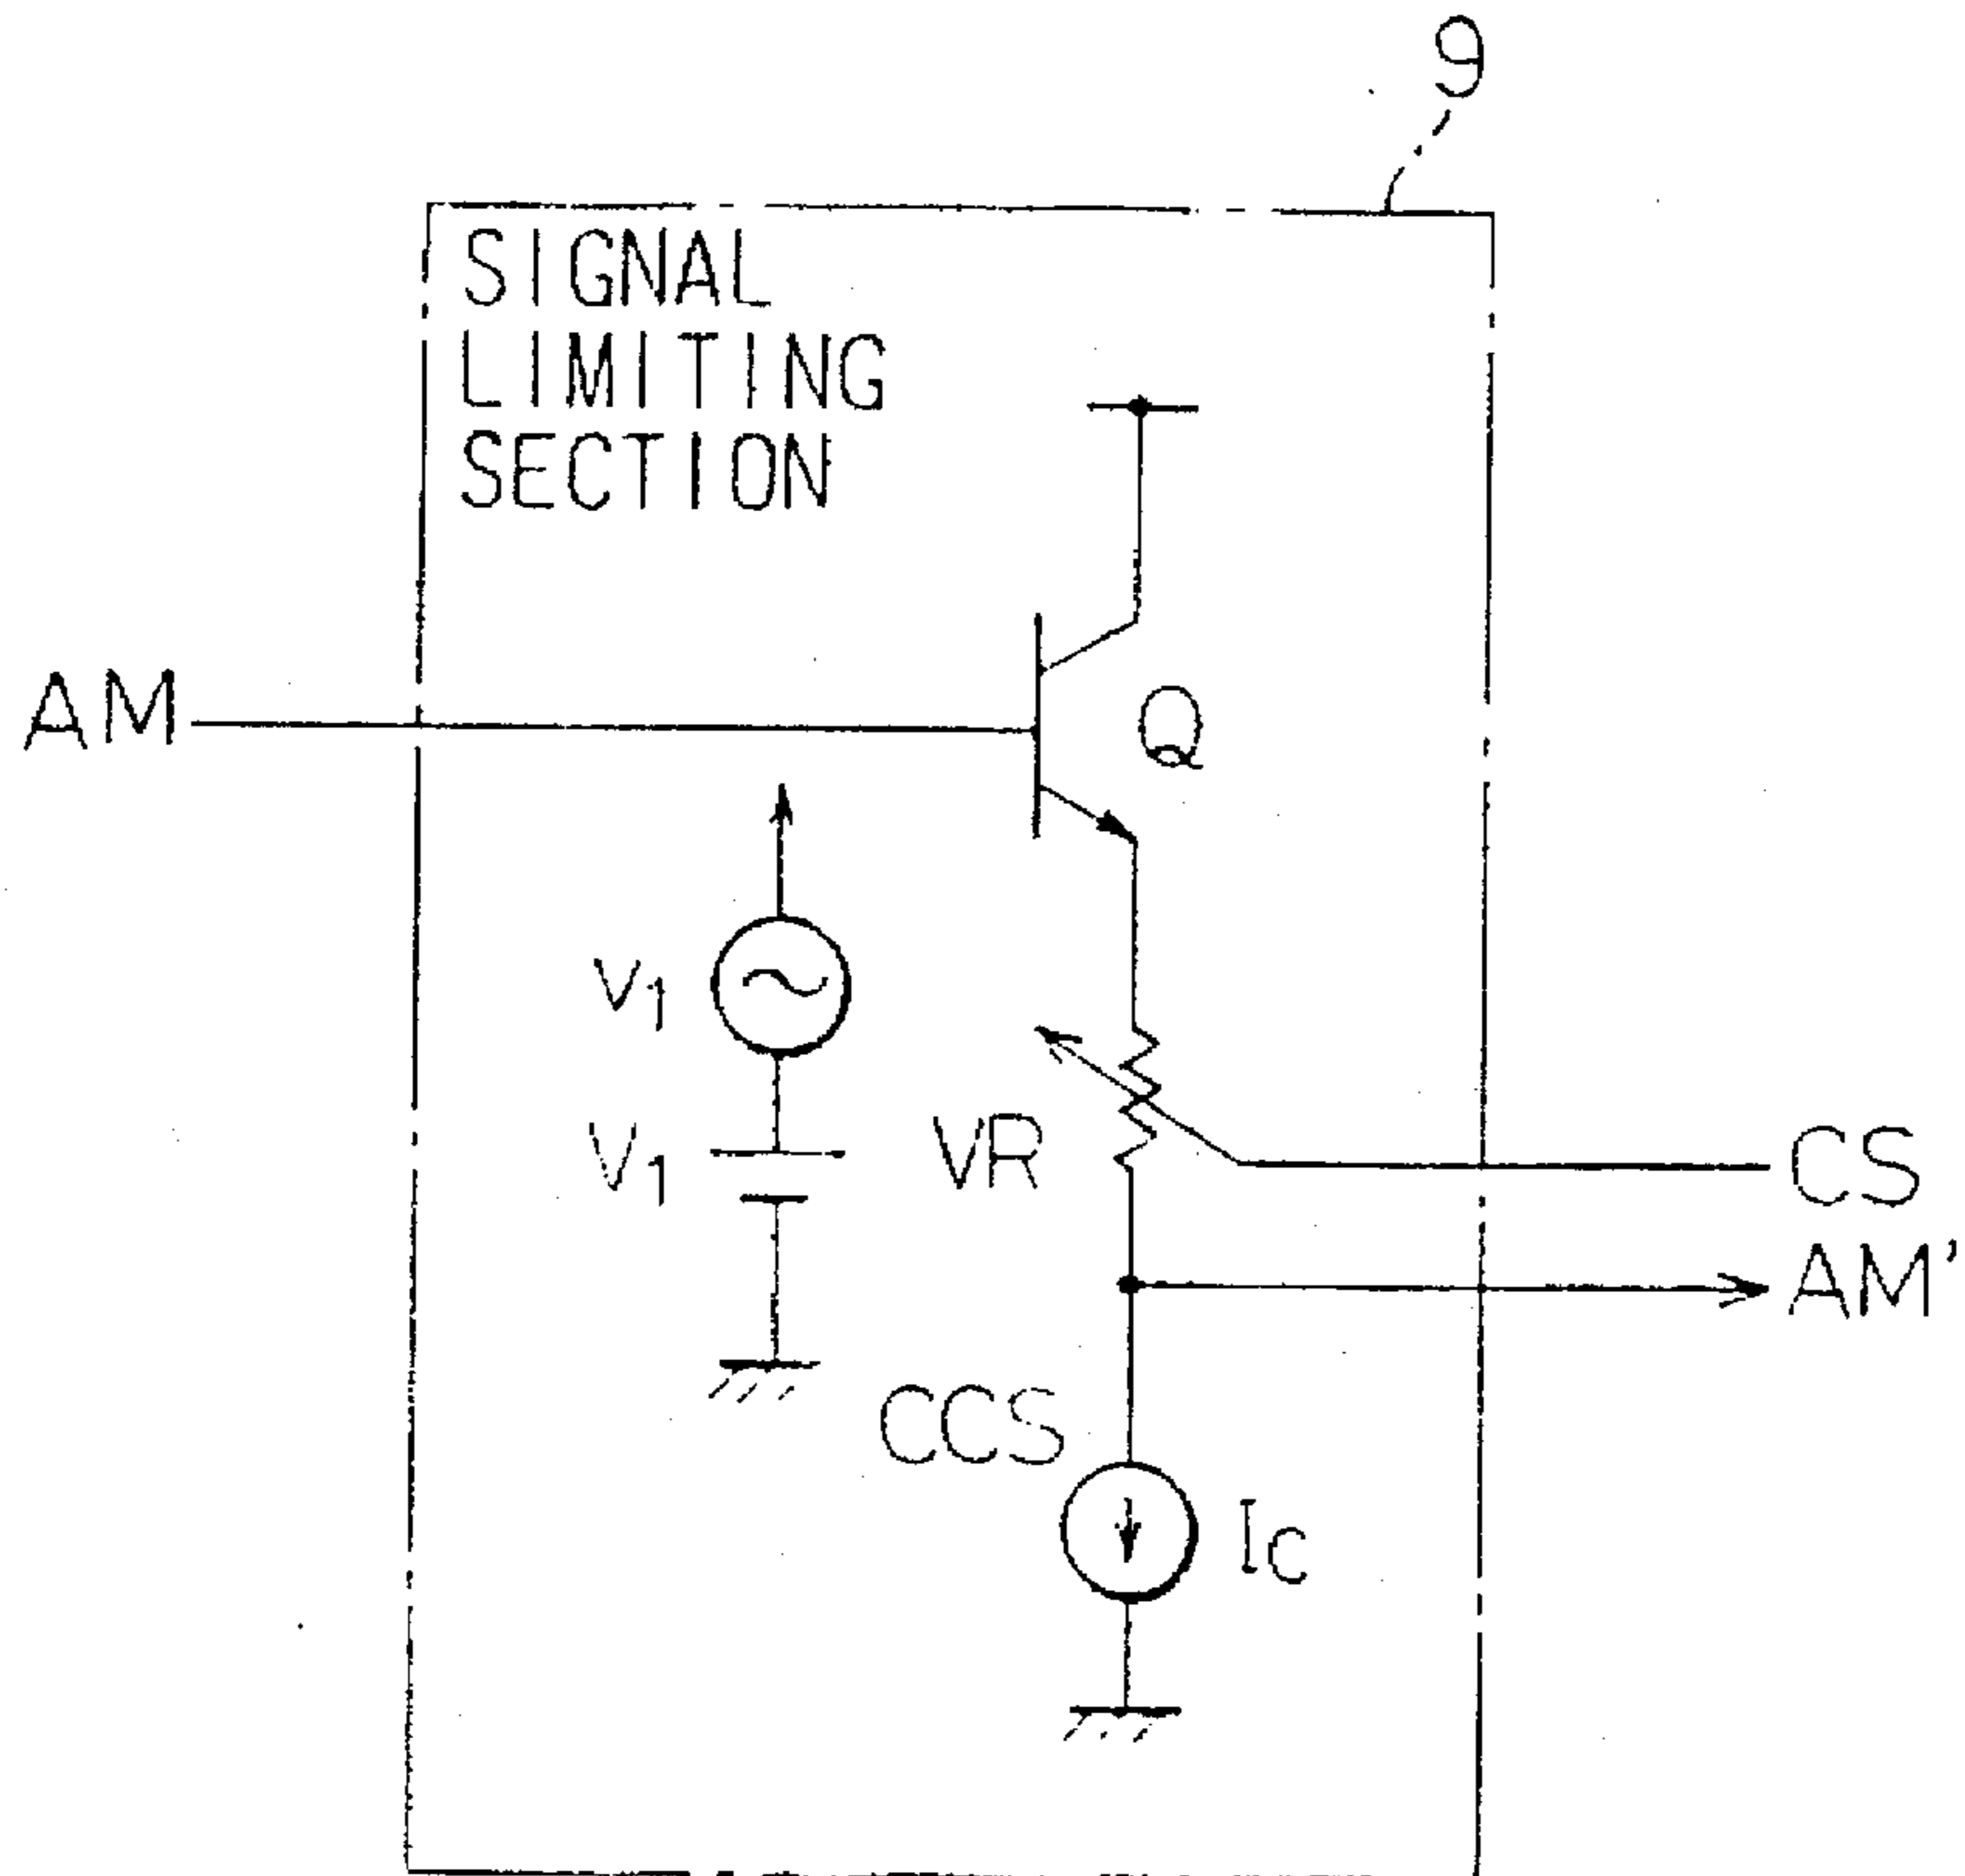 9
SIGNAL
LIMITING
SECTION
AM
Q
v1
V1
VR
CS
AM'
CCS
IC